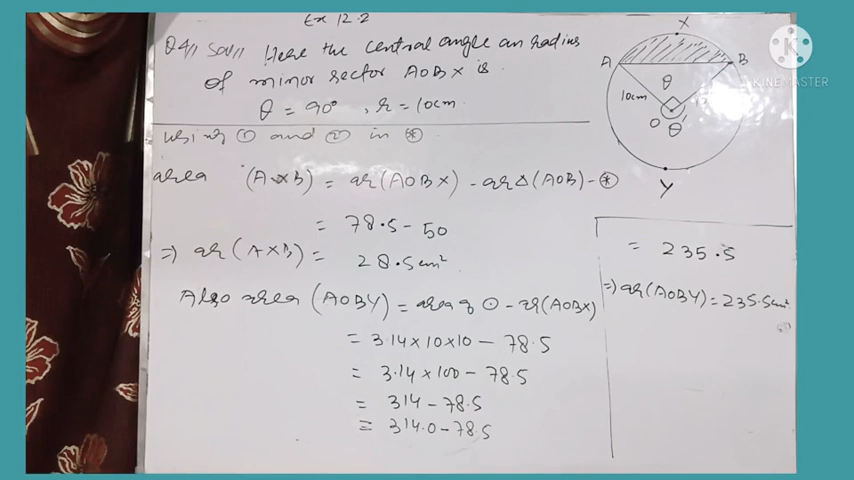 Ex 12.2
Q4// Soln// Here the central angle an radius
of minor sector AOBX is
θ = 90° , r = 10cm
using ① and ② in ⊛
area (AXB) = ar(AOBX) - ar△(AOB) - ⊛
= 78.5 - 50
⇒ ar(AXB) = 28.5cm²
Also area (AOBY) = area of ⊙ - ar(AOBX)
= 3.14×10×10 - 78.5
= 3.14×100 - 78.5
= 314 - 78.5
= 314.0 - 78.5
= 235.5
⇒ ar(AOBY) = 235.5cm²
X
A
B
θ
10cm
O
θ'
Y
KINEMASTER